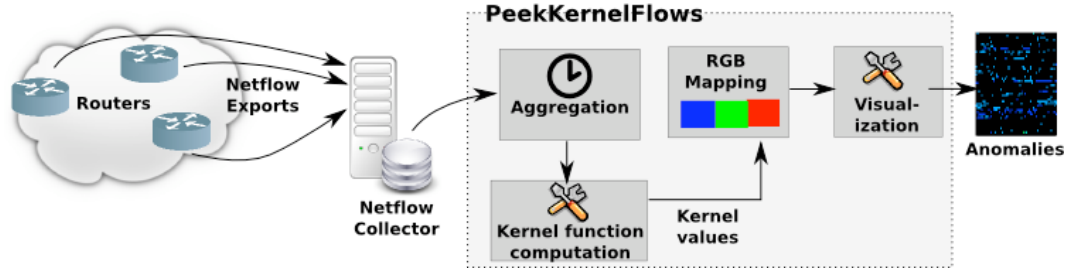 PeekKernelFlows
Routers
Netflow
Exports
Netflow
Collector
Aggregation
Kernel function
computation
Kernel
values
RGB
Mapping
Visual-
ization
Anomalies